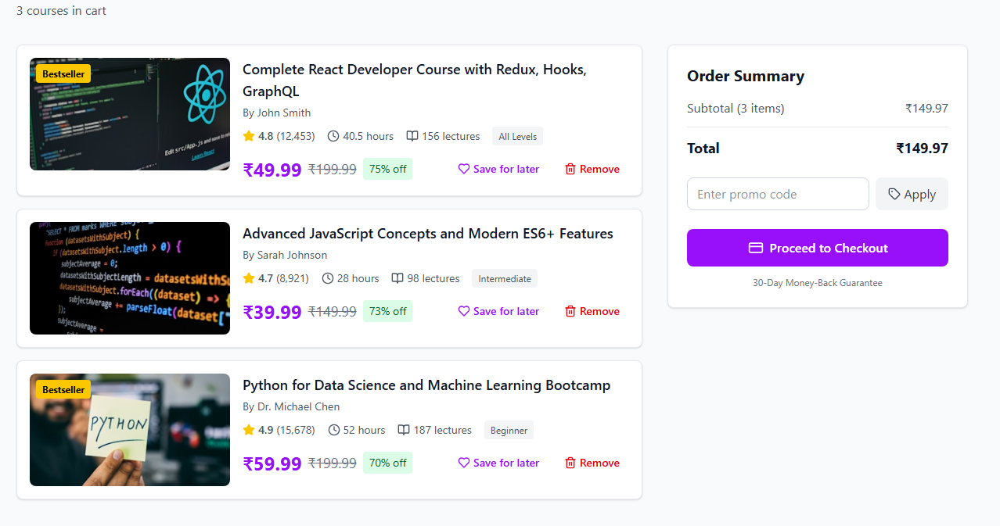 3 courses in cart
Bestseller
Edit src/App.js and save to
Learn React
Complete React Developer Course with Redux, Hooks,
GraphQL
By John Smith
4.8 (12,453) 40.5 hours 156 lectures All Levels
₹49.99 ₹199.99 75% off Save for later Remove
"SELECT * FROM marks WHERE
function (datasetsWithSubject) {
if (datasetsWithSubject.length > 0) {
subjectAverage = 0;
datasetsWithSubjectLength = datasetsWithSu
datasetsWithSubject.forEach((dataset) => {
subjectAverage += parseFloat(dataset["
});
subjectAverage =
Advanced JavaScript Concepts and Modern ES6+ Features
By Sarah Johnson
4.7 (8,921) 28 hours 98 lectures Intermediate
₹39.99 ₹149.99 73% off Save for later Remove
Bestseller
PYTHON
Python for Data Science and Machine Learning Bootcamp
By Dr. Michael Chen
4.9 (15,678) 52 hours 187 lectures Beginner
₹59.99 ₹199.99 70% off Save for later Remove
Order Summary
Subtotal (3 items) ₹149.97
Total ₹149.97
Enter promo code Apply
Proceed to Checkout
30-Day Money-Back Guarantee